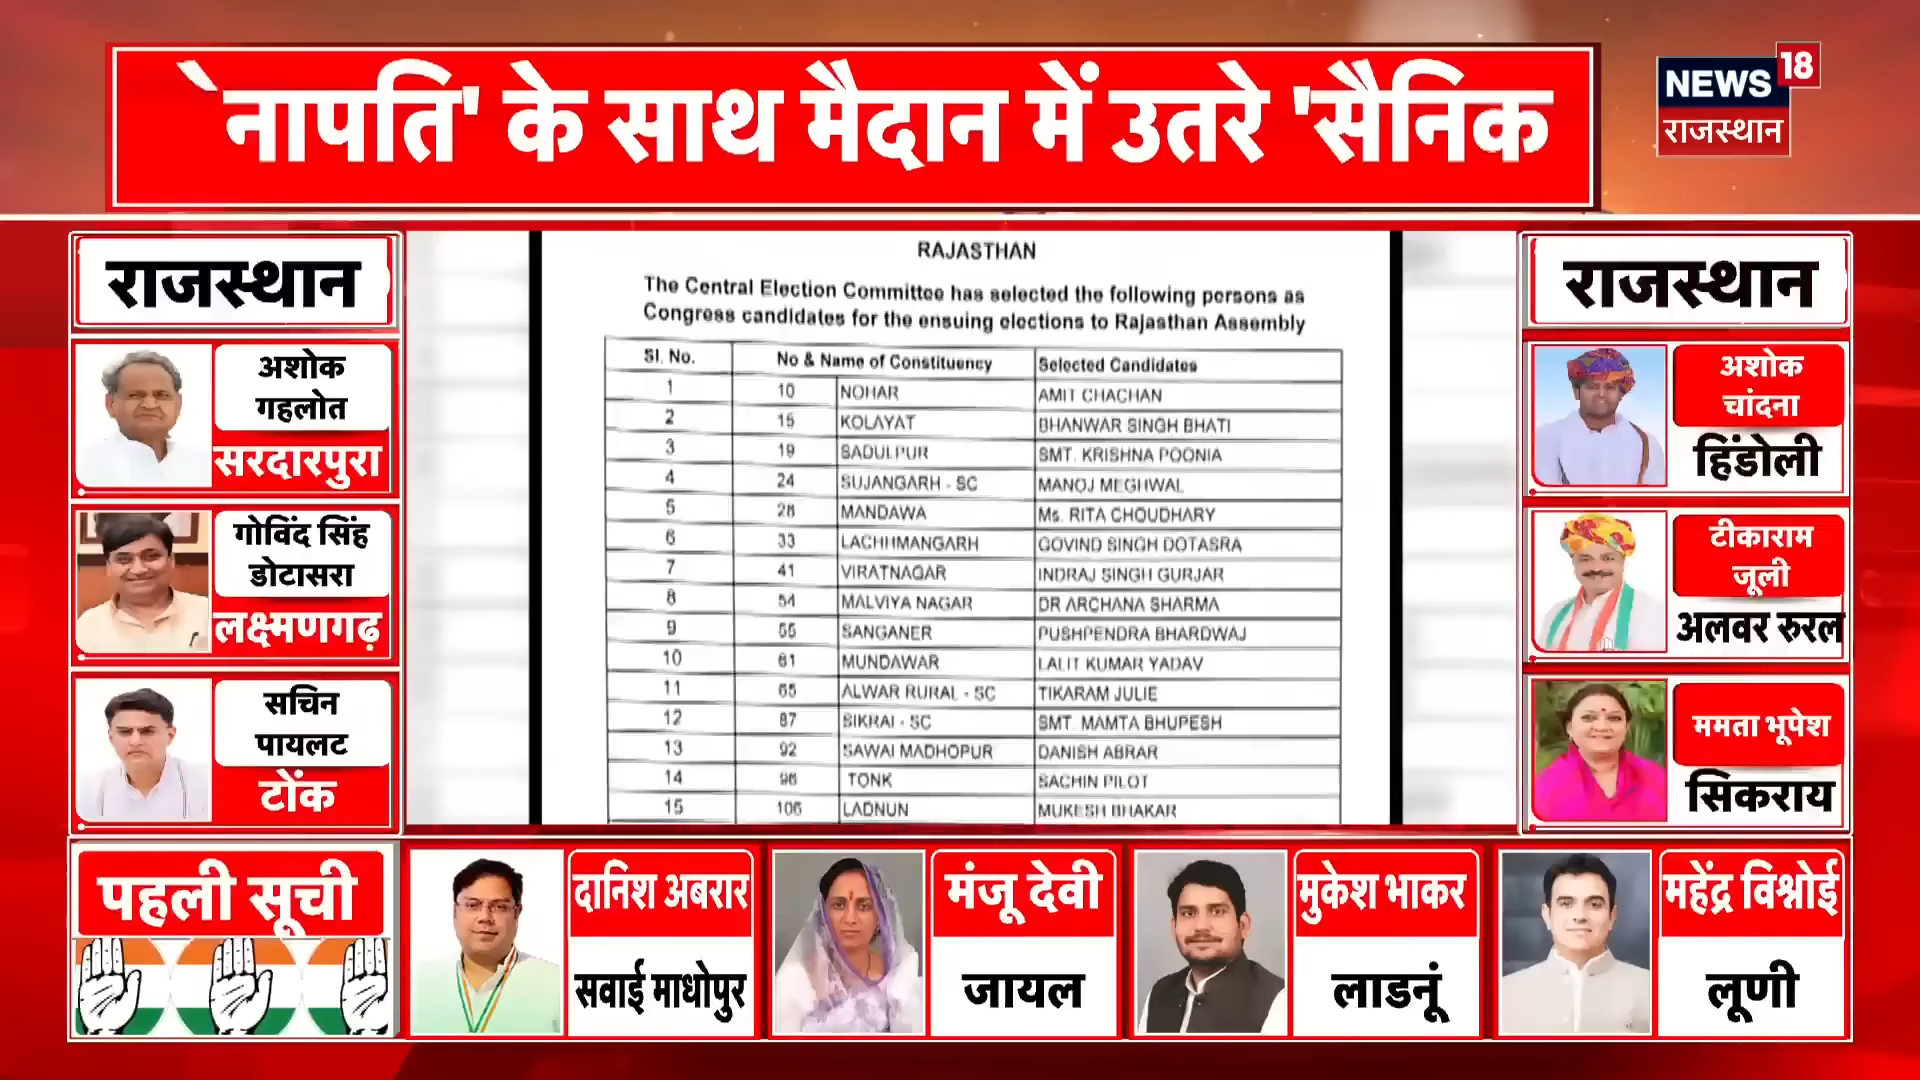 `नापति' के साथ मैदान में उतरे 'सैनिक
NEWS 18
राजस्थान
राजस्थान
अशोक
गहलोत
सरदारपुरा
गोविंद सिंह
डोटासरा
लक्ष्मणगढ़
सचिन
पायलट
टोंक
RAJASTHAN
The Central Election Committee has selected the following persons as
Congress candidates for the ensuing elections to Rajasthan Assembly
Sl. No. No & Name of Constituency Selected Candidates
1 10 NOHAR AMIT CHACHAN
2 15 KOLAYAT BHANWAR SINGH BHATI
3 19 SADULPUR SMT. KRISHNA POONIA
4 24 SUJANGARH - SC MANOJ MEGHWAL
5 28 MANDAWA Ms. RITA CHOUDHARY
6 33 LACHHMANGARH GOVIND SINGH DOTASRA
7 41 VIRATNAGAR INDRAJ SINGH GURJAR
8 54 MALVIYA NAGAR DR ARCHANA SHARMA
9 55 SANGANER PUSHPENDRA BHARDWAJ
10 61 MUNDAWAR LALIT KUMAR YADAV
11 65 ALWAR RURAL - SC TIKARAM JULIE
12 87 SIKRAI - SC SMT. MAMTA BHUPESH
13 92 SAWAI MADHOPUR DANISH ABRAR
14 96 TONK SACHIN PILOT
15 106 LADNUN MUKESH BHAKAR
राजस्थान
अशोक
चांदना
हिंडोली
टीकाराम
जूली
अलवर रुरल
ममता भूपेश
सिकराय
पहली सूची
दानिश अबरार
सवाई माधोपुर
मंजू देवी
जायल
मुकेश भाकर
लाडनूं
महेंद्र विश्नोई
लूणी